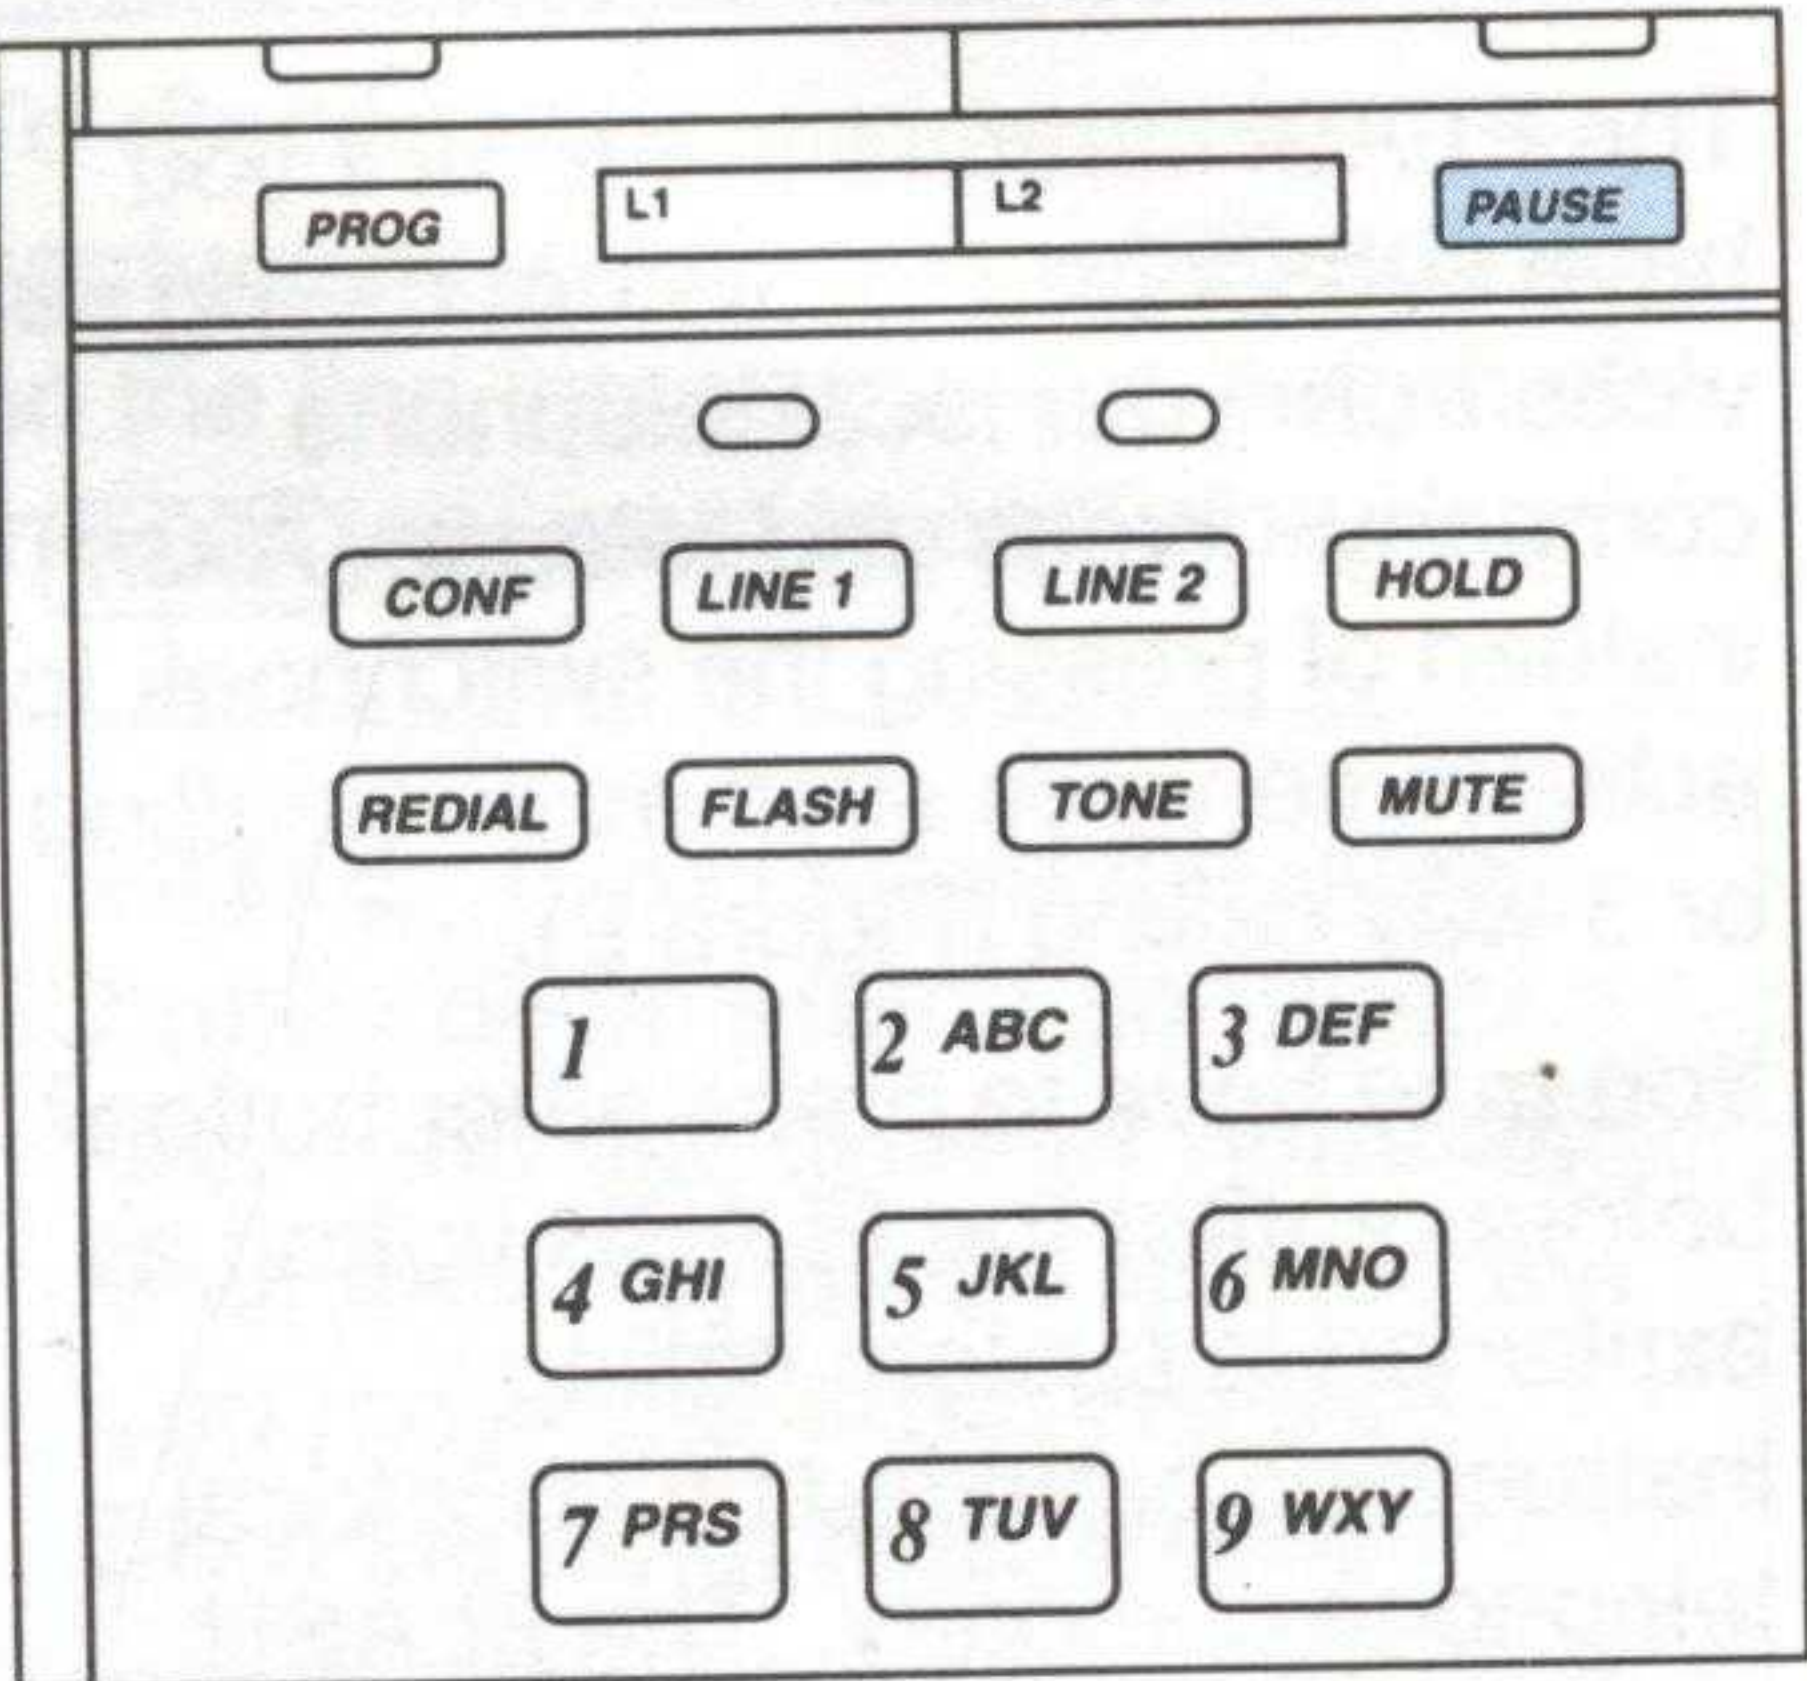 PROG L1 L2 PAUSE
CONF LINE 1 LINE 2 HOLD
REDIAL FLASH TONE MUTE
1 2 ABC 3 DEF
4 GHI 5 JKL 6 MNO
7 PRS 8 TUV 9 WXY